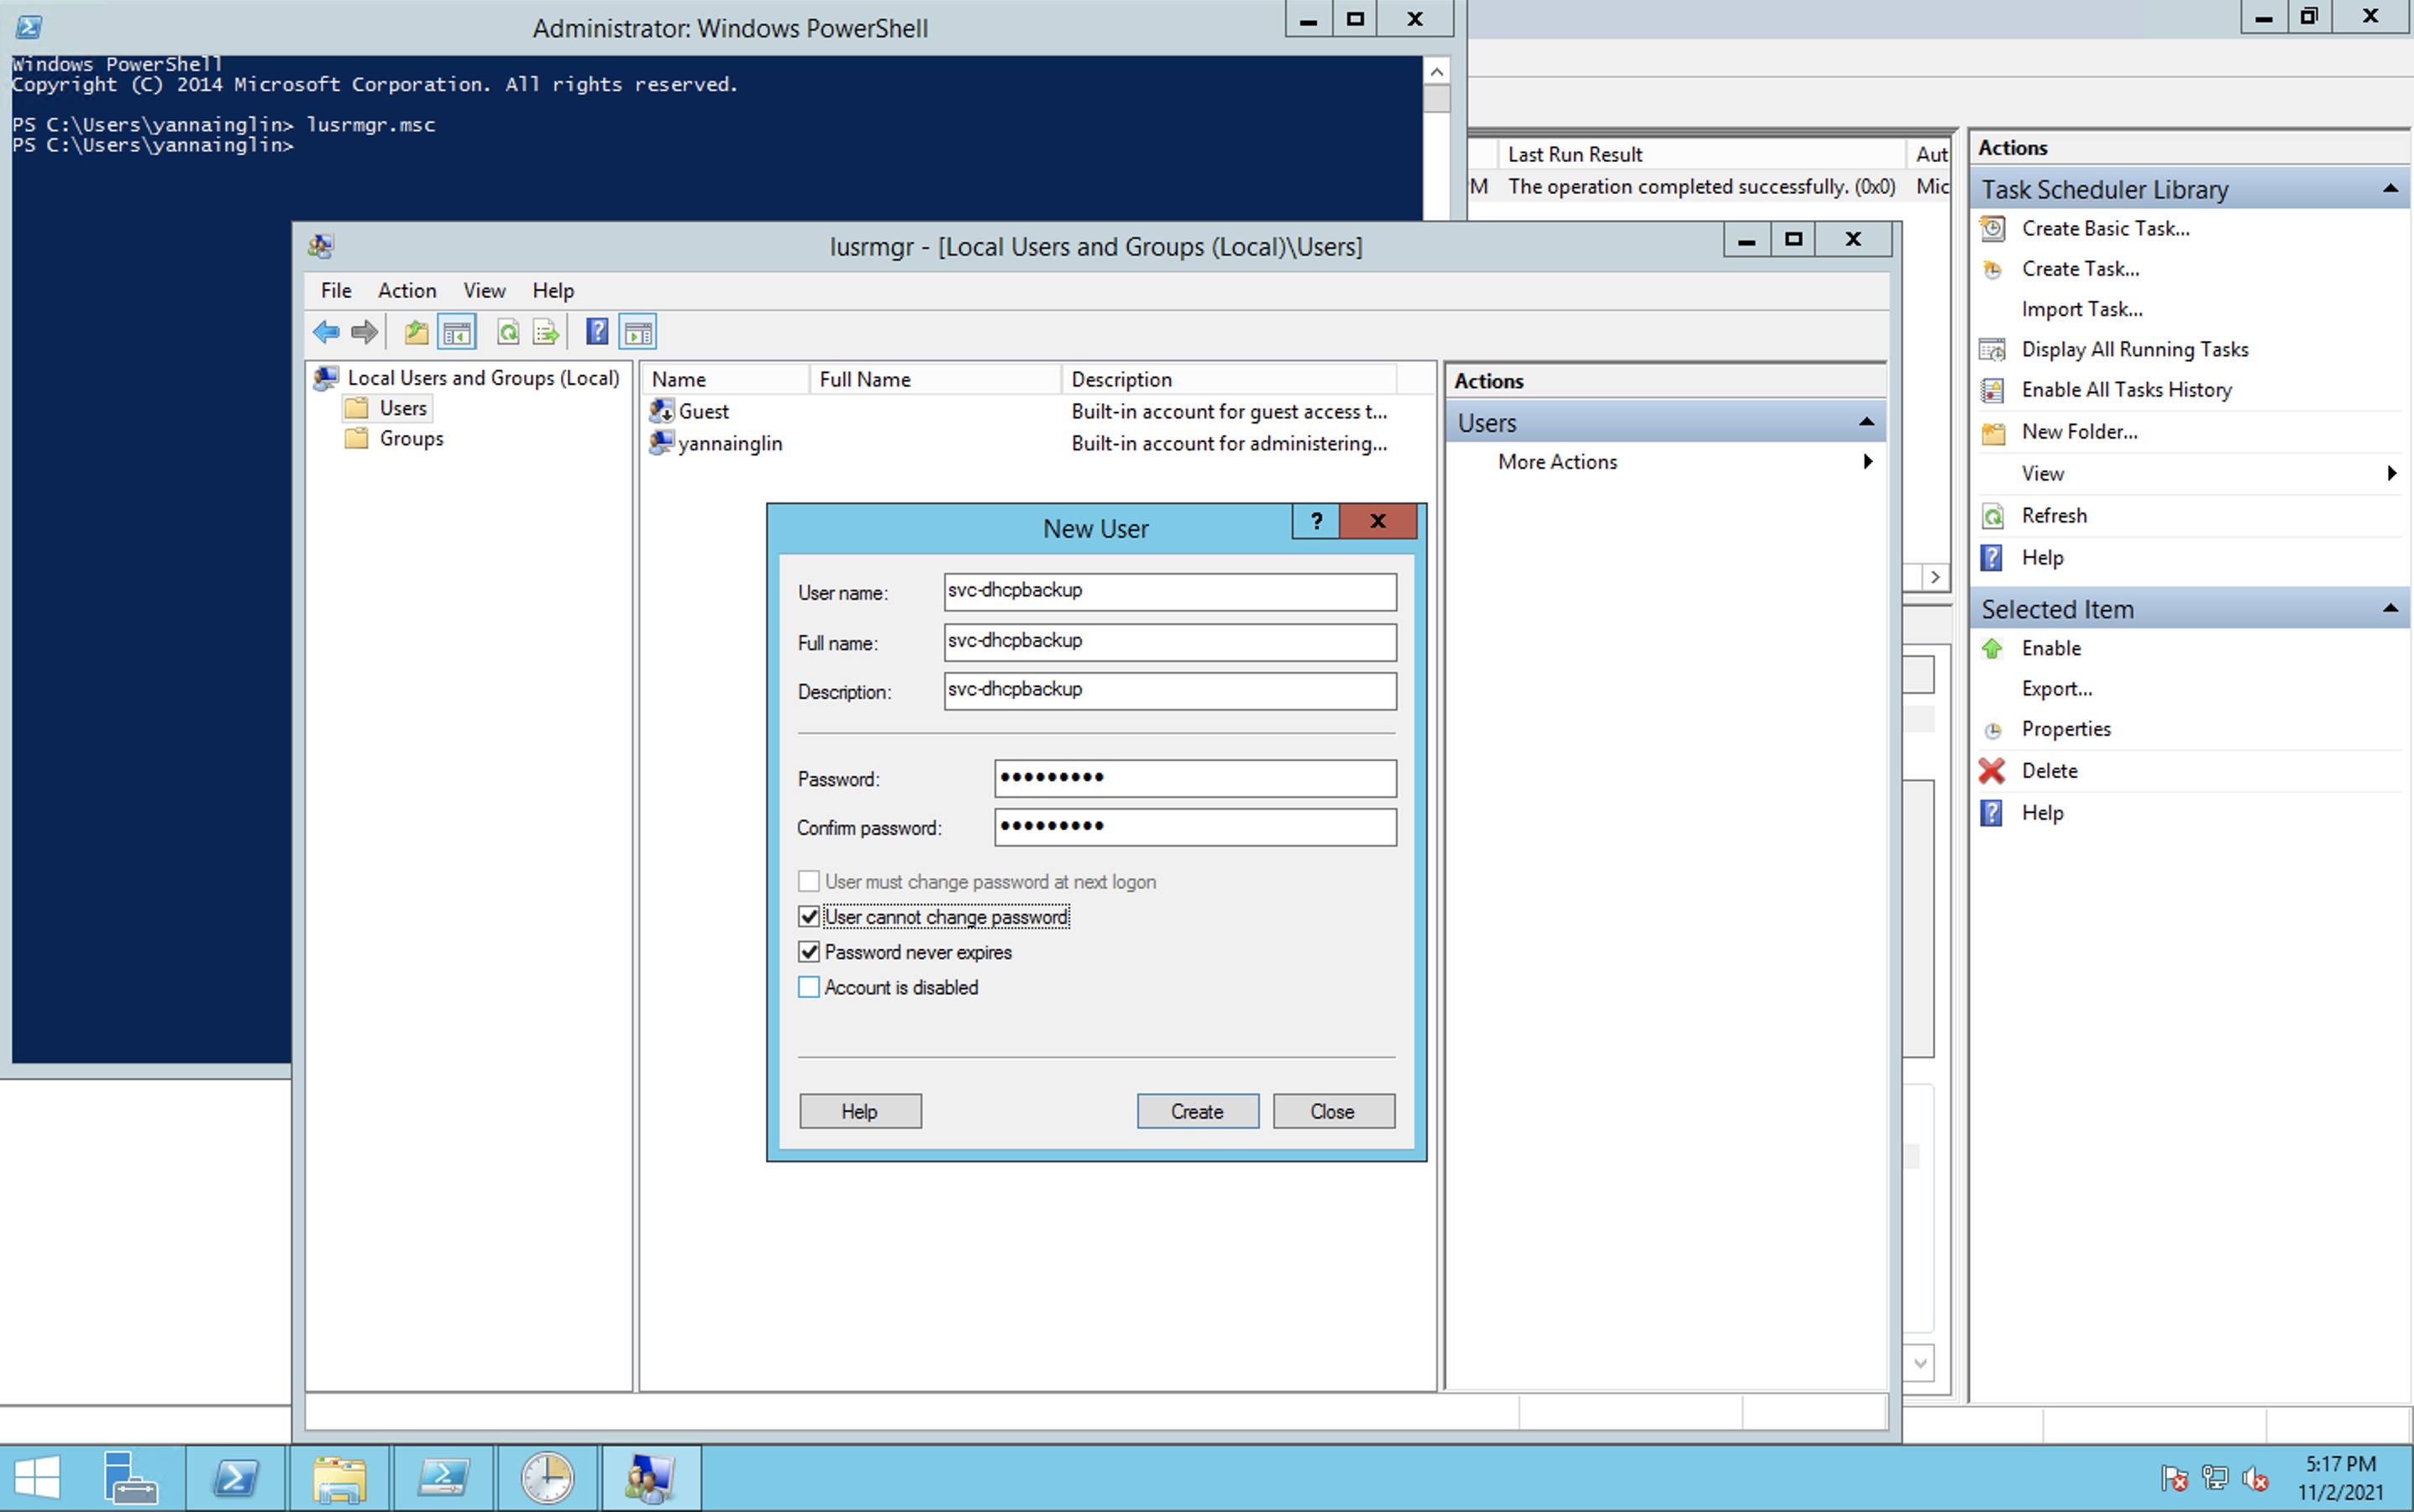 Administrator: Windows PowerShell
Windows PowerShell
Copyright (C) 2014 Microsoft Corporation. All rights reserved.
PS C:\Users\yannainglin> lusrmgr.msc
PS C:\Users\yannainglin>
Last Run Result
Aut
M
The operation completed successfully. (0x0)
Mic
Actions
Task Scheduler Library
Create Basic Task...
Create Task...
Import Task...
Display All Running Tasks
Enable All Tasks History
New Folder...
View
Refresh
Help
Selected Item
Enable
Export...
Properties
Delete
Help
lusrmgr - [Local Users and Groups (Local)\Users]
File Action View Help
Local Users and Groups (Local)
Users
Groups
Name Full Name Description
Guest Built-in account for guest access t...
yannainglin Built-in account for administering...
Actions
Users
More Actions
New User
User name: svc-dhcpbackup
Full name: svc-dhcpbackup
Description: svc-dhcpbackup
Password: •••••••••
Confirm password: •••••••••
User must change password at next logon
User cannot change password
Password never expires
Account is disabled
Help Create Close
5:17 PM
11/2/2021